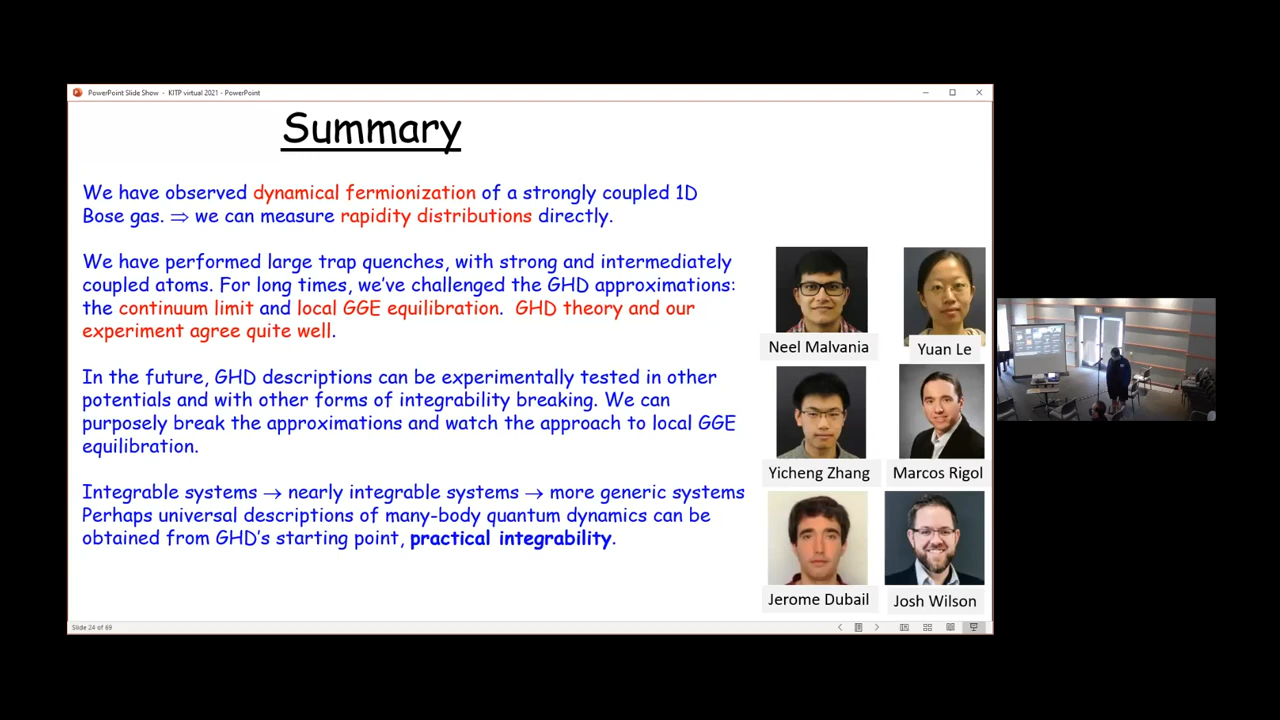 PowerPoint Slide Show - KITP virtual 2021 - PowerPoint
Summary
We have observed dynamical fermionization of a strongly coupled 1D
Bose gas. ⇒ we can measure rapidity distributions directly.
We have performed large trap quenches, with strong and intermediately
coupled atoms. For long times, we've challenged the GHD approximations:
the continuum limit and local GGE equilibration. GHD theory and our
experiment agree quite well.
In the future, GHD descriptions can be experimentally tested in other
potentials and with other forms of integrability breaking. We can
purposely break the approximations and watch the approach to local GGE
equilibration.
Integrable systems → nearly integrable systems → more generic systems
Perhaps universal descriptions of many-body quantum dynamics can be
obtained from GHD's starting point, practical integrability.
Neel Malvania
Yuan Le
Yicheng Zhang
Marcos Rigol
Jerome Dubail
Josh Wilson
Slide 24 of 69